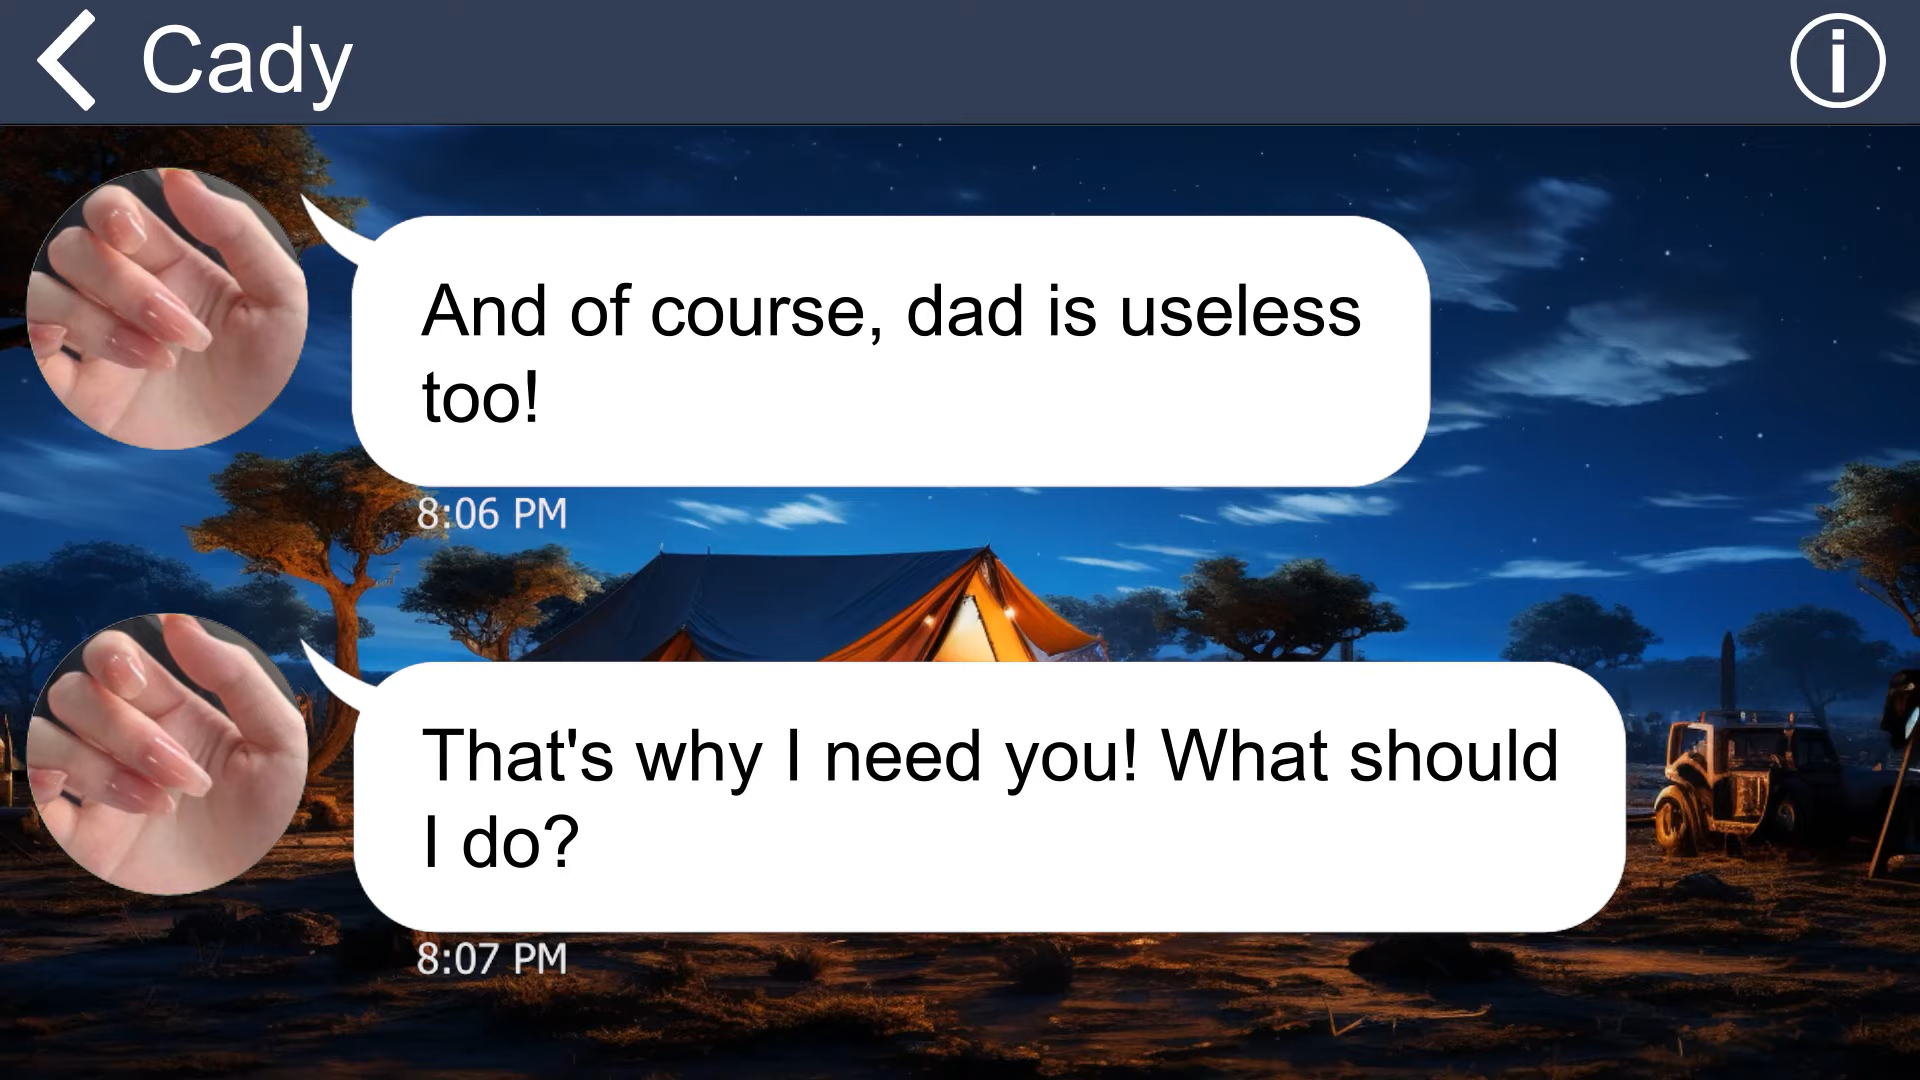 Cady
And of course, dad is useless
too!
8:06 PM
That's why I need you! What should
I do?
8:07 PM